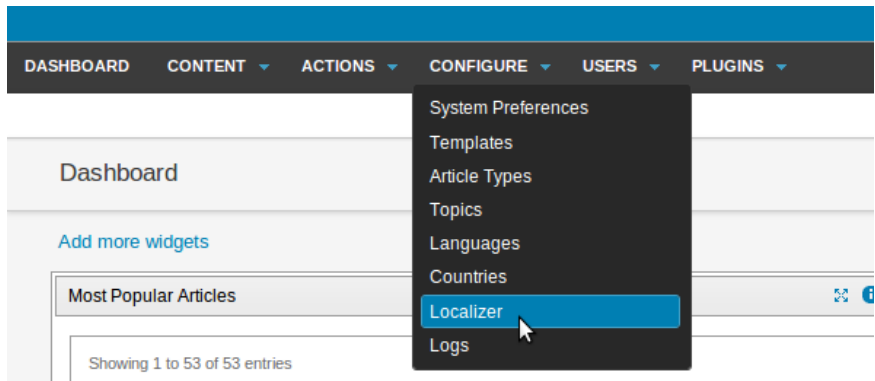 DASHBOARD CONTENT ACTIONS CONFIGURE USERS PLUGINS
System Preferences
Templates
Article Types
Topics
Languages
Countries
Localizer
Logs
Dashboard
Add more widgets
Most Popular Articles
Showing 1 to 53 of 53 entries